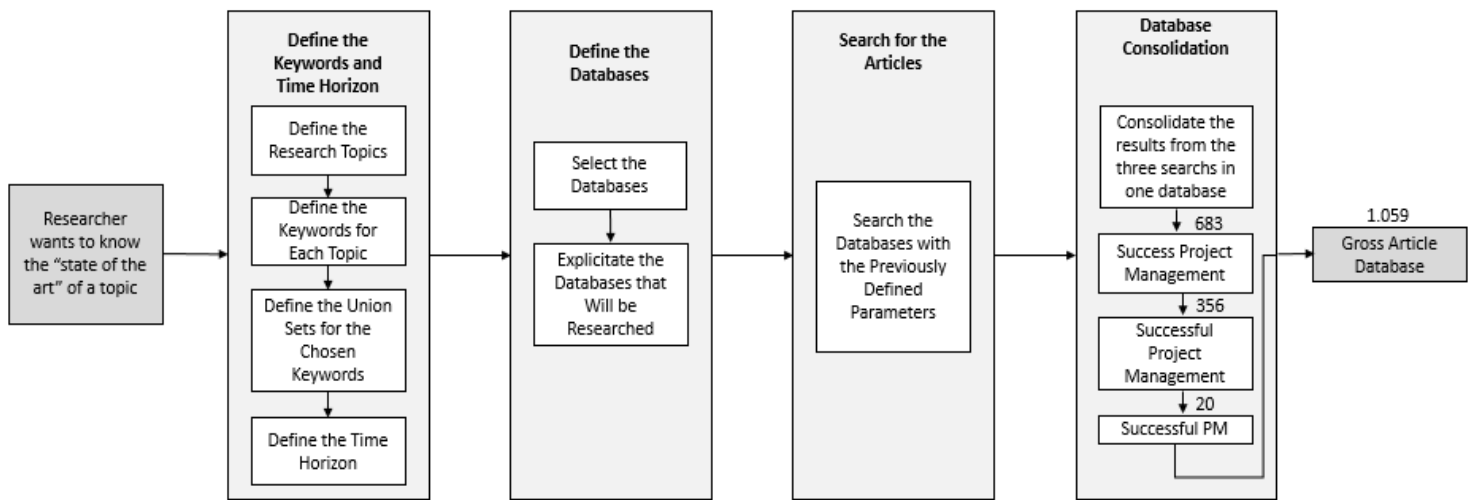 Researcher
wants to know
the “state of the
art” of a topic
Define the
Keywords and
Time Horizon
Define the
Research Topics
Define the
Keywords for
Each Topic
Define the Union
Sets for the
Chosen
Keywords
Define the Time
Horizon
Define the
Databases
Select the
Databases
Explicitate the
Databases that
Will be
Researched
Search for the
Articles
Search the
Databases with
the Previously
Defined
Parameters
Database
Consolidation
Consolidate the
results from the
three searchs in
one database
683
Success Project
Management
356
Successful
Project
Management
20
Successful PM
1.059
Gross Article
Database